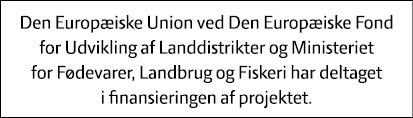 Den Europæiske Union ved Den Europæiske Fond
for Udvikling af Landdistrikter og Ministeriet
for Fødevarer, Landbrug og Fiskeri har deltaget
i finansieringen af projektet.